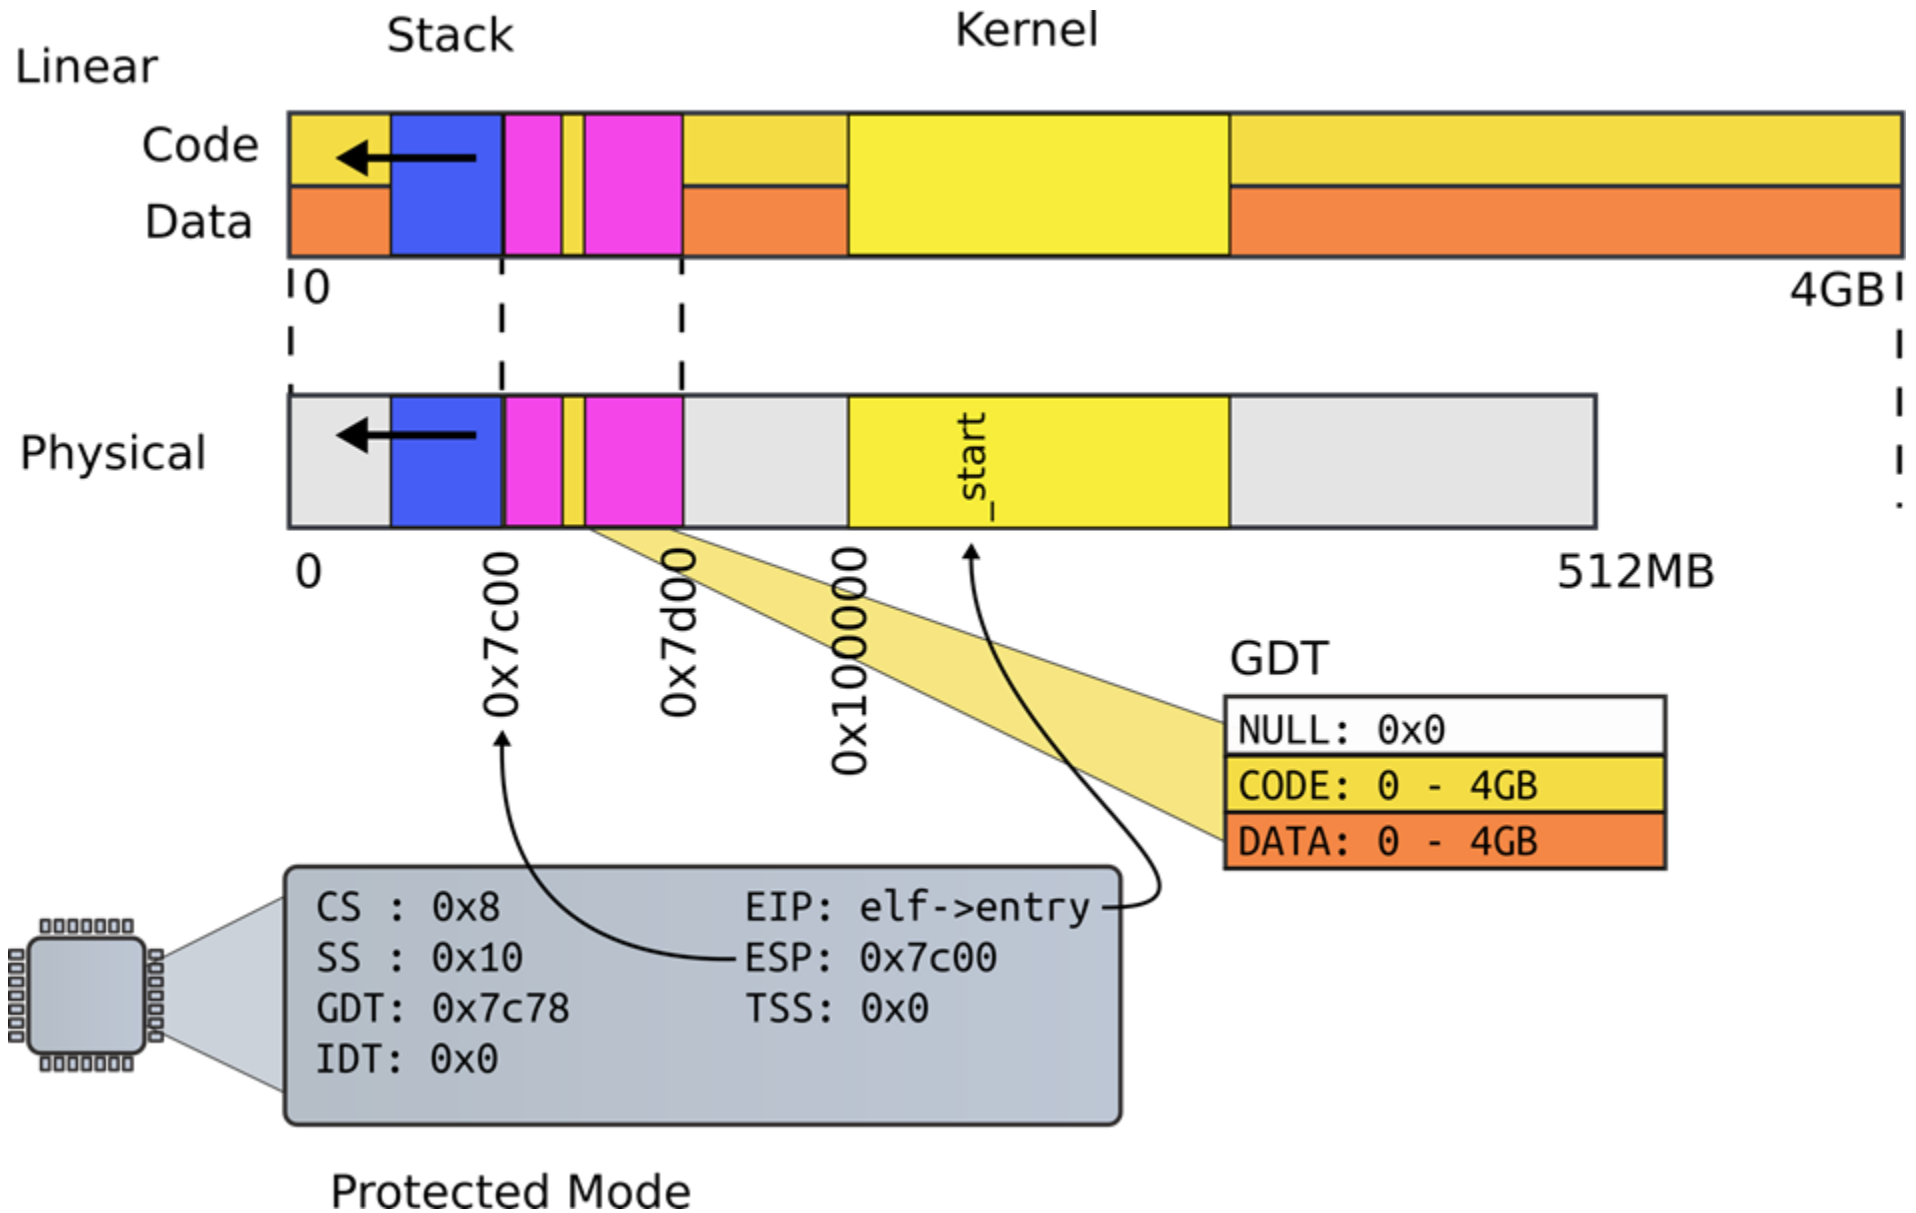 Stack
Kernel
Linear
Code
Data
0
4GB
Physical
_start
0
0x7c00
0x7d00
0x100000
512MB
GDT
NULL: 0x0
CODE: 0 - 4GB
DATA: 0 - 4GB
CS : 0x8
EIP: elf->entry
SS : 0x10
ESP: 0x7c00
GDT: 0x7c78
TSS: 0x0
IDT: 0x0
Protected Mode